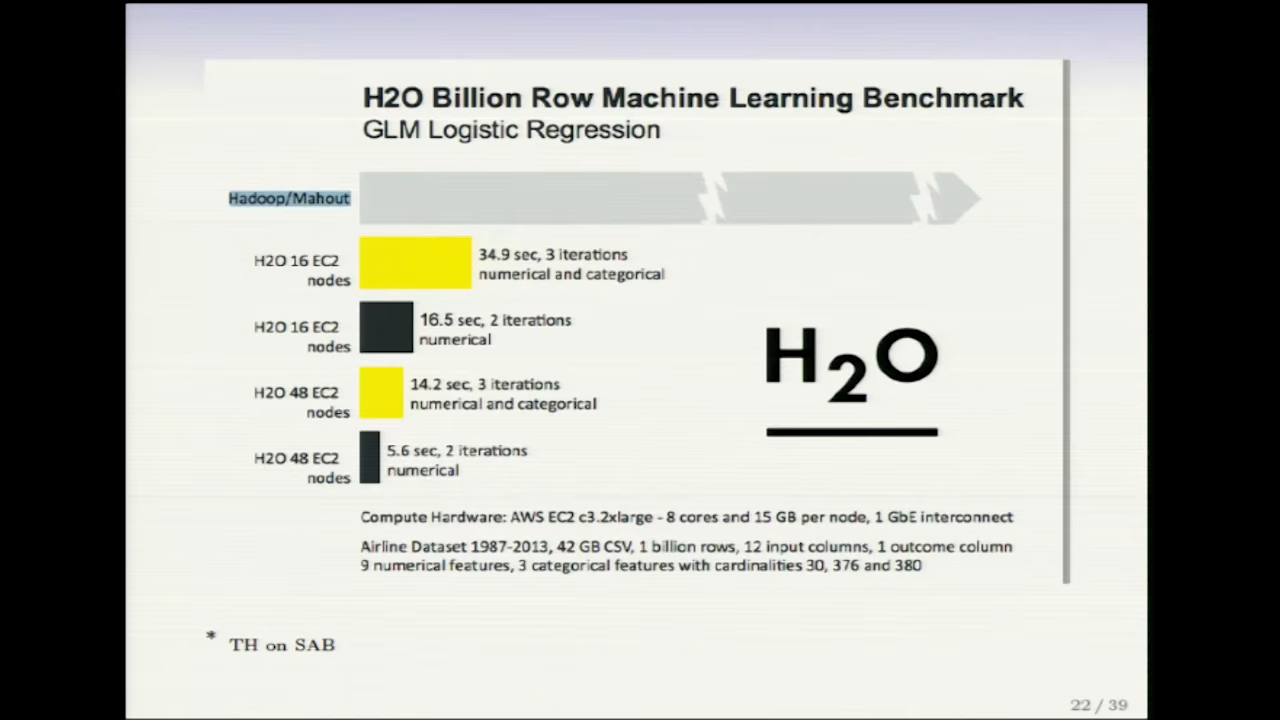 H2O Billion Row Machine Learning Benchmark
GLM Logistic Regression
Hadoop/Mahout
H2O 16 EC2
nodes
34.9 sec, 3 iterations
numerical and categorical
H2O 16 EC2
nodes
16.5 sec, 2 iterations
numerical
H2O 48 EC2
nodes
14.2 sec, 3 iterations
numerical and categorical
H2O 48 EC2
nodes
5.6 sec, 2 iterations
numerical
H2O
Compute Hardware: AWS EC2 c3.2xlarge - 8 cores and 15 GB per node, 1 GbE interconnect
Airline Dataset 1987-2013, 42 GB CSV, 1 billion rows, 12 input columns, 1 outcome column
9 numerical features, 3 categorical features with cardinalities 30, 376 and 380
* TH on SAB
22 / 39